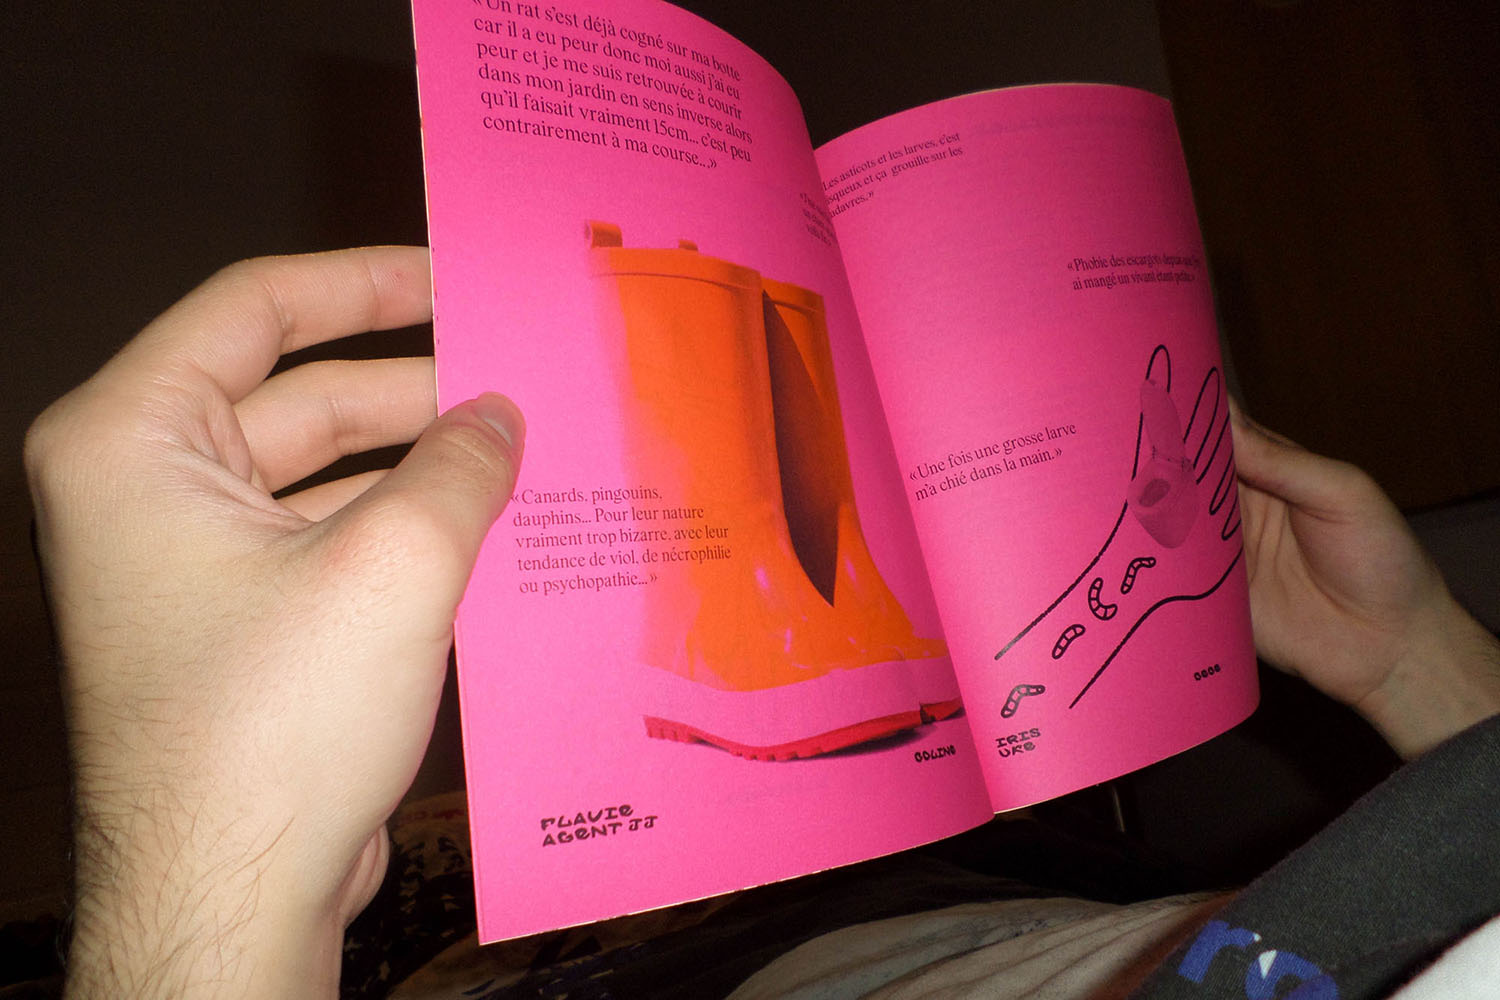 «Un rat s'est déjà cogné sur ma botte
car il a eu peur donc moi aussi j'ai eu
peur et je me suis retrouvée à courir
dans mon jardin en sens inverse alors
qu'il faisait vraiment 15cm... c'est peu
contrairement à ma course...»
«Canards, pingouins,
dauphins... Pour leur nature
vraiment trop bizarre, avec leur
tendance de viol, de nécrophilie
ou psychopathie...»
COLINE
FLAVIE
AGENT JJ
Les asticots et les larves, c'est
et ça grouille sur les
«Phobie des escargots depuis
ai mangé un vivant étant petite.»
«Une fois une grosse larve
m'a chié dans la main.»
IRIS